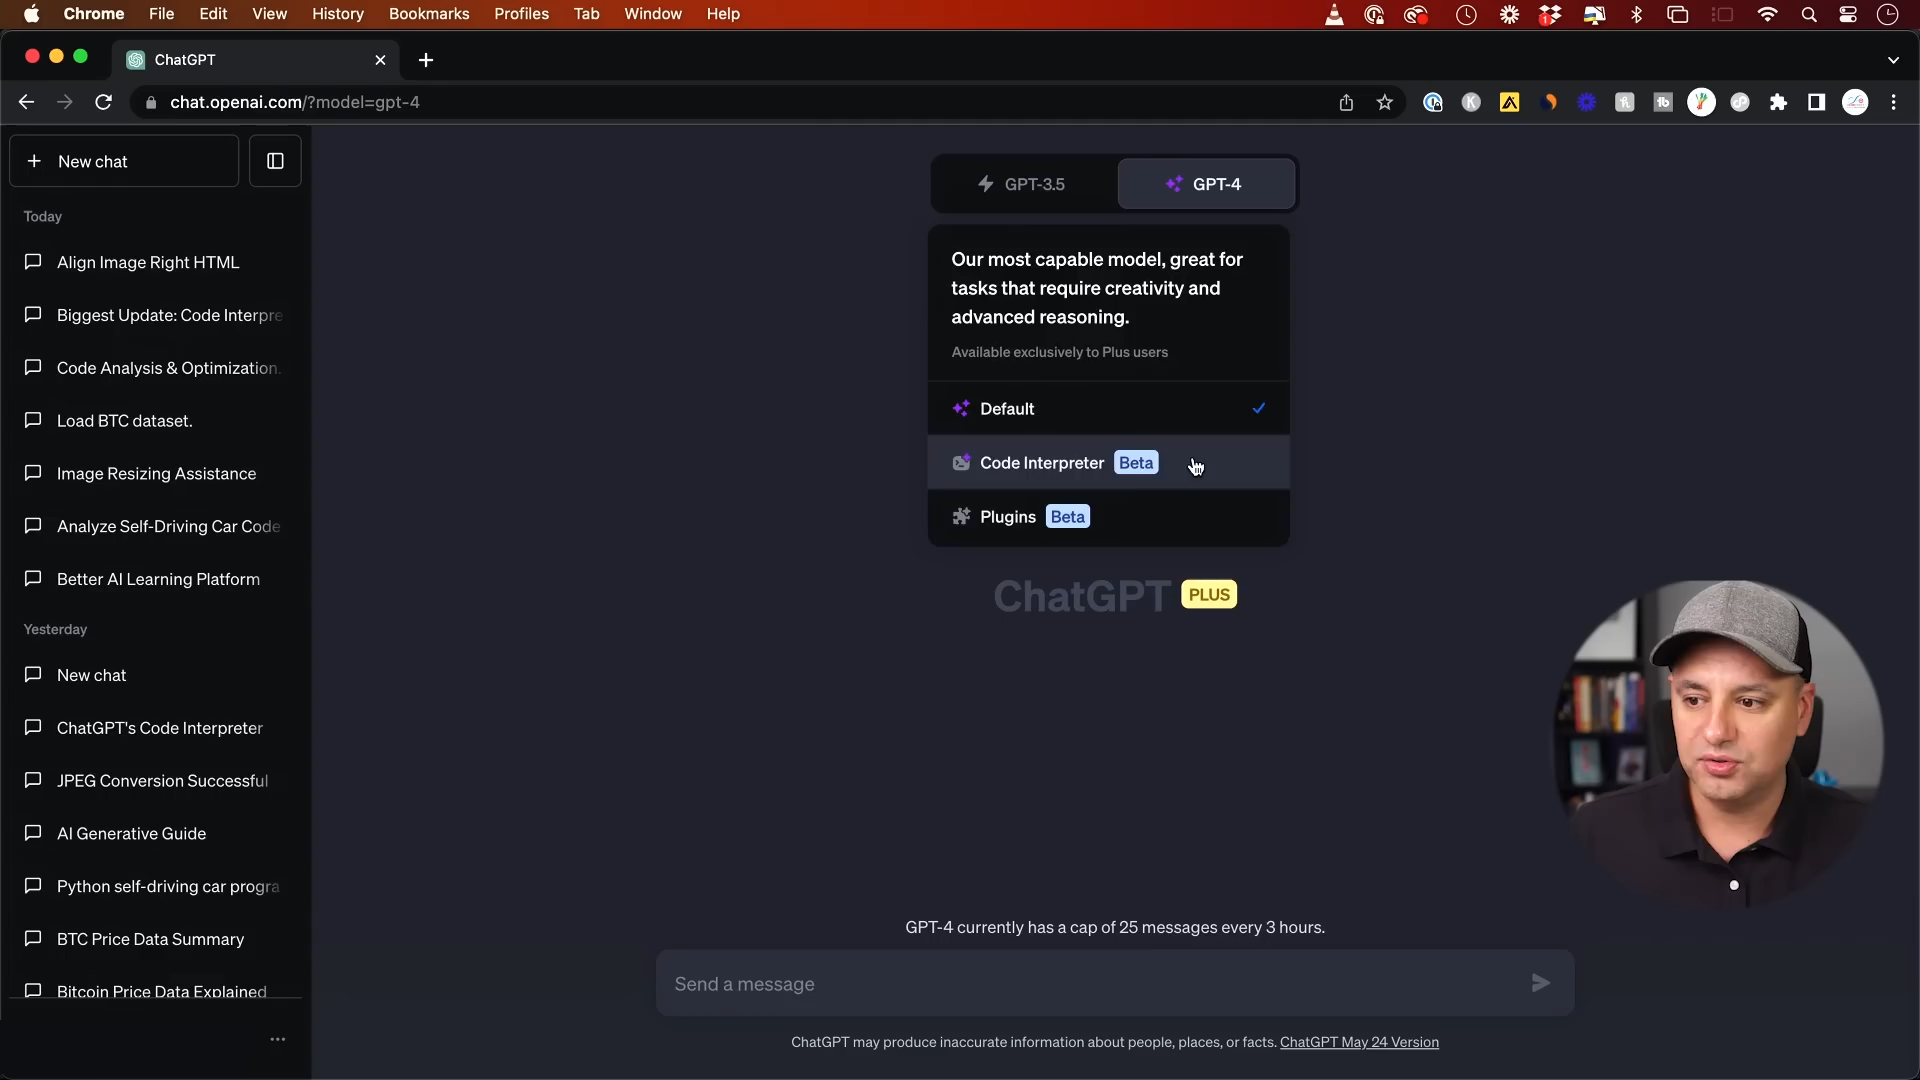 Chrome File Edit View History Bookmarks Profiles Tab Window Help
ChatGPT
chat.openai.com/?model=gpt-4
New chat
Today
Align Image Right HTML
Biggest Update: Code Interpre
Code Analysis & Optimization.
Load BTC dataset.
Image Resizing Assistance
Analyze Self-Driving Car Code
Better AI Learning Platform
Yesterday
New chat
ChatGPT's Code Interpreter
JPEG Conversion Successful
AI Generative Guide
Python self-driving car progra
BTC Price Data Summary
Bitcoin Price Data Explained
GPT-3.5
GPT-4
Our most capable model, great for
tasks that require creativity and
advanced reasoning.
Available exclusively to Plus users
Default
Code Interpreter Beta
Plugins Beta
ChatGPT PLUS
GPT-4 currently has a cap of 25 messages every 3 hours.
Send a message
ChatGPT may produce inaccurate information about people, places, or facts. ChatGPT May 24 Version